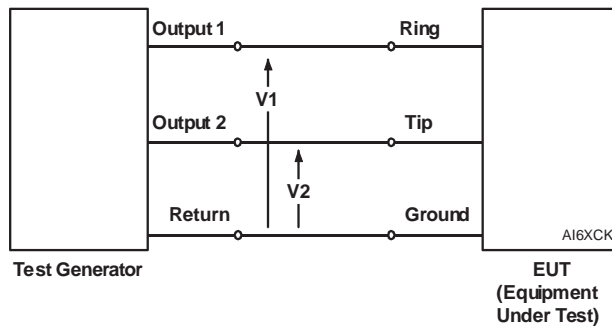 Output 1
Ring
V1
Output 2
Tip
V2
Return
Ground
AI6XCK
Test Generator
EUT
(Equipment
Under Test)